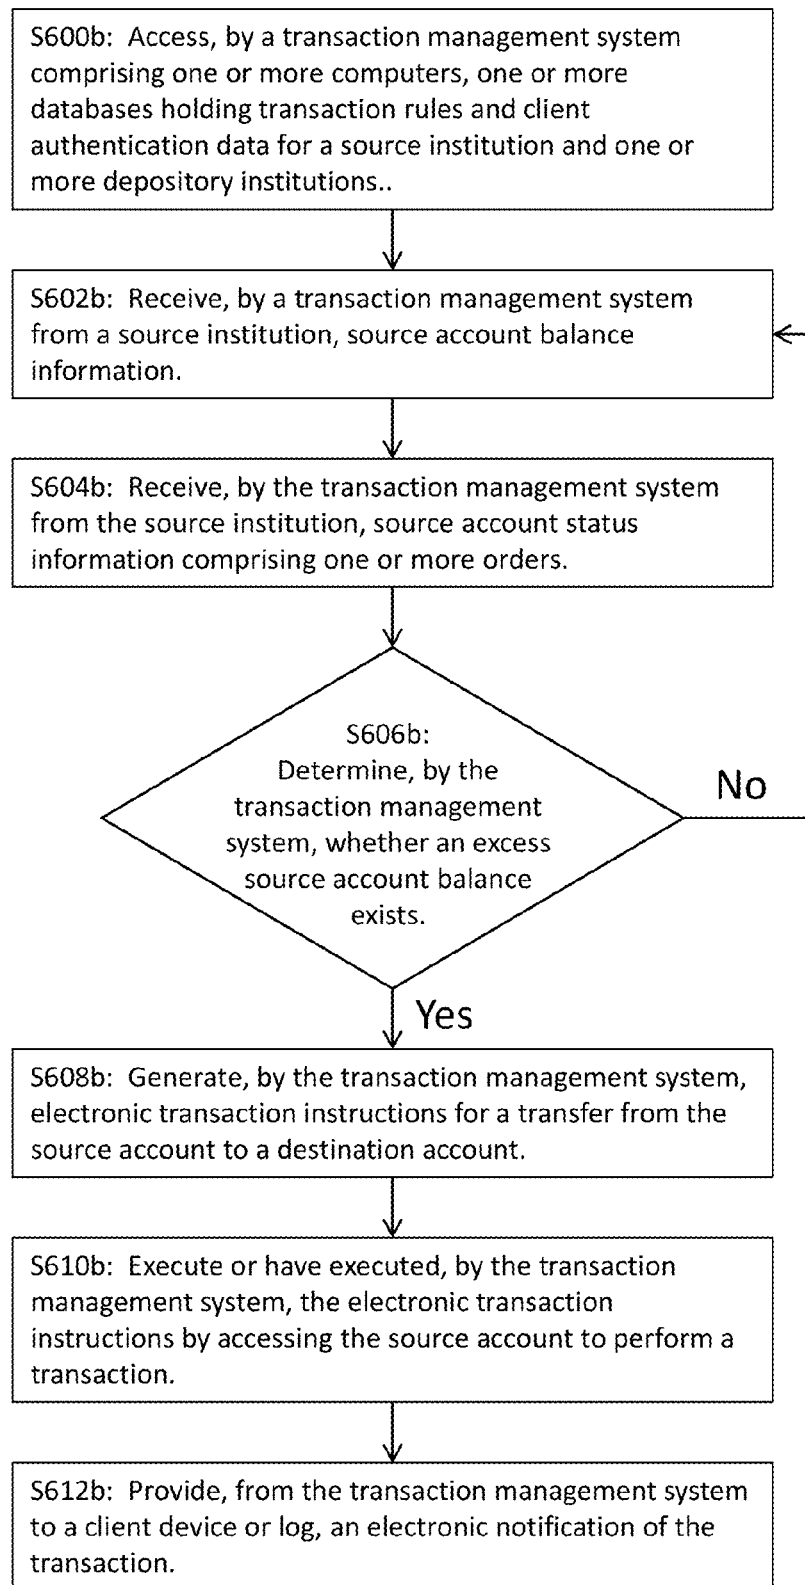 S600b: Access, by a transaction management system
comprising one or more computers, one or more
databases holding transaction rules and client
authentication data for a source institution and one or
more depository institutions..
S602b: Receive, by a transaction management system
from a source institution, source account balance
information.
S604b: Receive, by the transaction management system
from the source institution, source account status
information comprising one or more orders.
S606b:
Determine, by the
transaction management
system, whether an excess
source account balance
exists.
No
Yes
S608b: Generate, by the transaction management system,
electronic transaction instructions for a transfer from the
source account to a destination account.
S610b: Execute or have executed, by the transaction
management system, the electronic transaction
instructions by accessing the source account to perform a
transaction.
S612b: Provide, from the transaction management system
to a client device or log, an electronic notification of the
transaction.